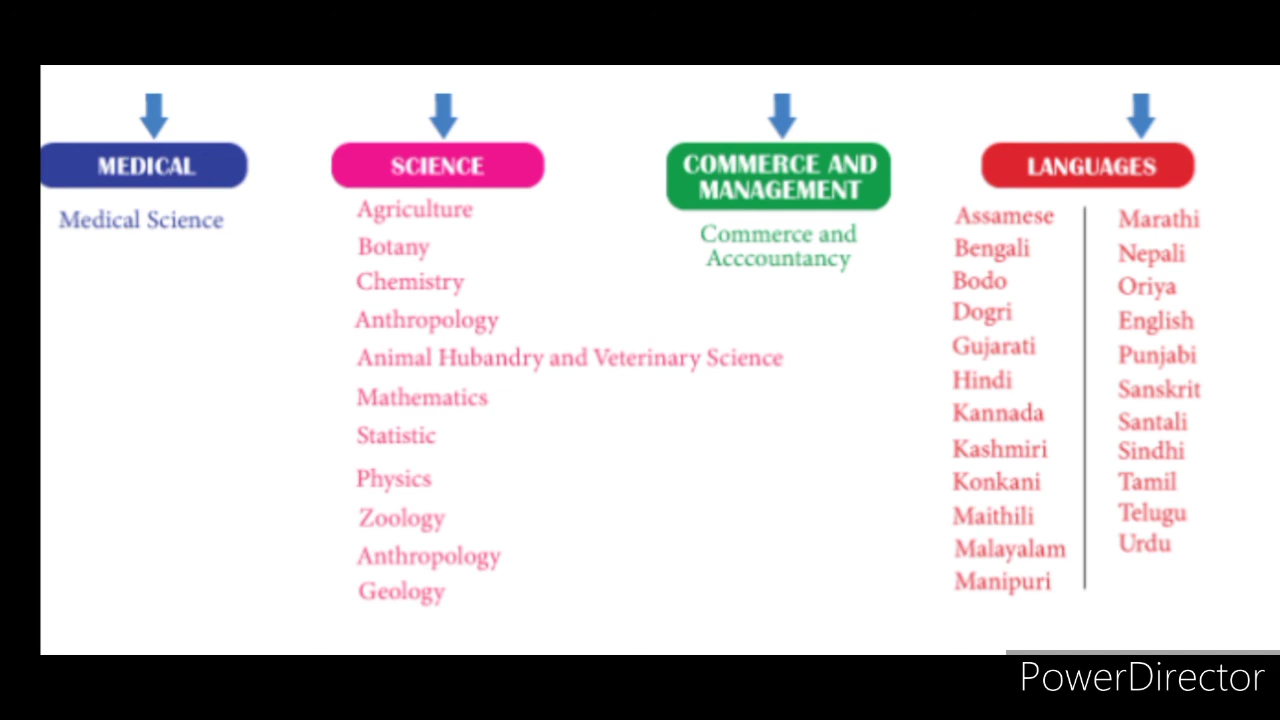 MEDICAL
Medical Science
SCIENCE
Agriculture
Botany
Chemistry
Anthropology
Animal Hubandry and Veterinary Science
Mathematics
Statistic
Physics
Zoology
Anthropology
Geology
COMMERCE AND
MANAGEMENT
Commerce and
Acccountancy
LANGUAGES
Assamese
Bengali
Bodo
Dogri
Gujarati
Hindi
Kannada
Kashmiri
Konkani
Maithili
Malayalam
Manipuri
Marathi
Nepali
Oriya
English
Punjabi
Sanskrit
Santali
Sindhi
Tamil
Telugu
Urdu
PowerDirector